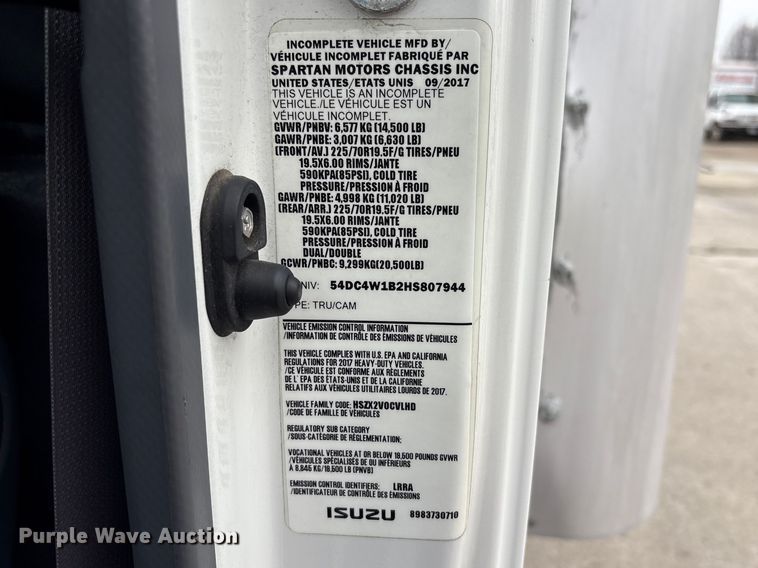 INCOMPLETE VEHICLE MFD BY/
VÉHICULE INCOMPLET FABRIQUÉ PAR
SPARTAN MOTORS CHASSIS INC
UNITED STATES/ETATS UNIS 09/2017
THIS VEHICLE IS AN INCOMPLETE
VEHICLE./LE VÉHICULE EST UN
VÉHICULE INCOMPLET.
GVWR/PNBV: 6,577 KG (14,500 LB)
GAWR/PNBE: 3,007 KG (6,630 LB)
(FRONT/AV.) 225/70R19.5F/G TIRES/PNEU
19.5X6.00 RIMS/JANTE
590KPA(85PSI), COLD TIRE
PRESSURE/PRESSION À FROID
GAWR/PNBE: 4,998 KG (11,020 LB)
(REAR/ARR.) 225/70R19.5F/G TIRES/PNEU
19.5X6.00 RIMS/JANTE
590KPA(85PSI), COLD TIRE
PRESSURE/PRESSION À FROID
DUAL/DOUBLE
GCWR/PNBC: 9,299KG(20,500LB)
NIV: 54DC4W1B2HS807944
PE: TRU/CAM
VEHICLE EMISSION CONTROL INFORMATION
/INFORMATION DE CONTRÔLE DES ÉMISSIONS DE VÉHICULES
THIS VEHICLE COMPLIES WITH U.S. EPA AND CALIFORNIA
REGULATIONS FOR 2017 HEAVY-DUTY VEHICLES.
/CE VÉHICULE EST CONFORME AUX RÈGLEMENTS
DE L' EPA DES ÉTATS-UNIS ET DE LA CALIFORNIE
RELATIFS AUX VÉHICULES UTILITAIRES LOURDS DE 2017.
VEHICLE FAMILY CODE: HSZX2VOCVLHD
/CODE DE FAMILLE DE VÉHICULES
REGULATORY SUB CATEGORY
/SOUS-CATÉGORIE DE RÉGLEMENTATION:
VOCATIONAL VEHICLES AT OR BELOW 19,500 POUNDS GVWR
/VÉHICULES SPÉCIALISÉS DE OU INFÉRIEURS
À 8,845 KG/19,500 LB (PNVB)
EMISSION CONTROL IDENTIFIERS: LRRA
/IDENTIFICATEUR DE CONTRÔLE DES ÉMISSIONS
ISUZU 8983730710
Purple Wave Auction